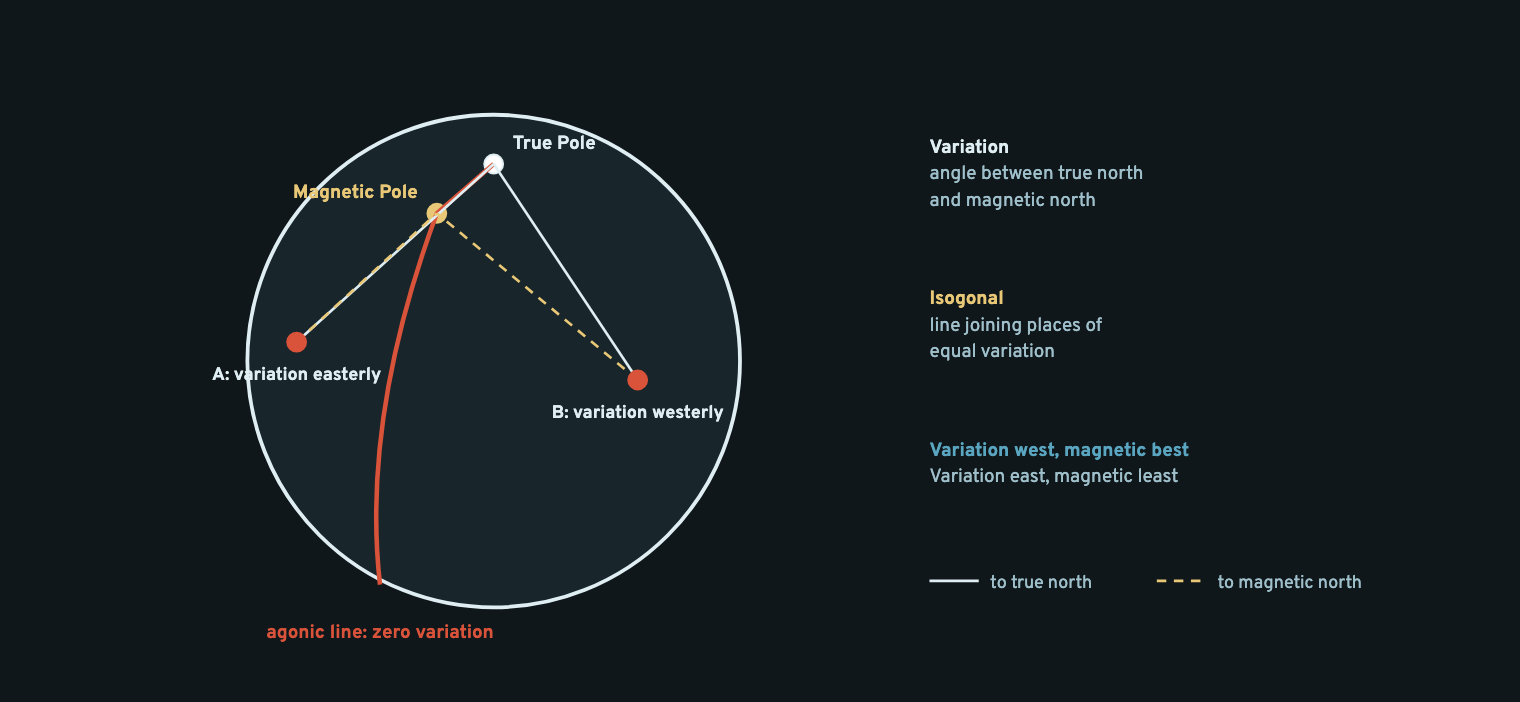 True Pole
Magnetic Pole
A: variation easterly
B: variation westerly
agonic line: zero variation
Variation
angle between true north
and magnetic north
Isogonal
line joining places of
equal variation
Variation west, magnetic best
Variation east, magnetic least
to true north
to magnetic north